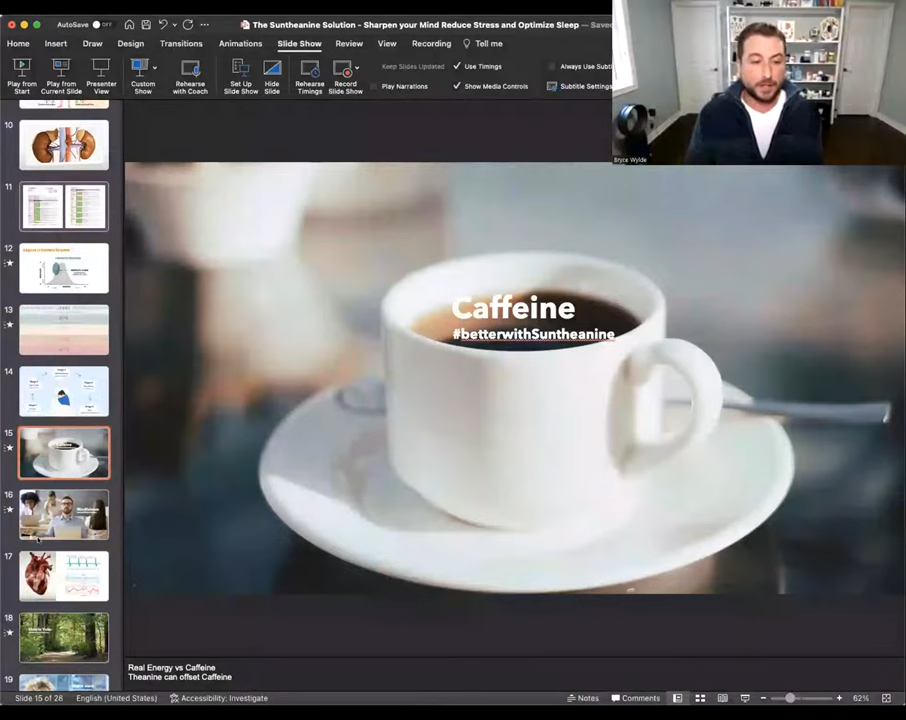 AutoSave
OFF
The Suntheanine Solution - Sharpen your Mind Reduce Stress and Optimize Sleep — Saved
Home Insert Draw Design Transitions Animations Slide Show Review View Recording Tell me
Play from Start
Play from Current Slide
Presenter View
Custom Show
Rehearse with Coach
Set Up Slide Show
Hide Slide
Rehearse Timings
Record Slide Show
Keep Slides Updated
Play Narrations
Use Timings
Show Media Controls
Always Use Subti
Subtitle Settings
Bryce Wylde
10
11
12
13
14
15
16
17
18
19
Caffeine
#betterwithSuntheanine
Real Energy vs Caffeine
Theanine can offset Caffeine
Slide 15 of 28 English (United States) Accessibility: Investigate
Notes Comments 62%